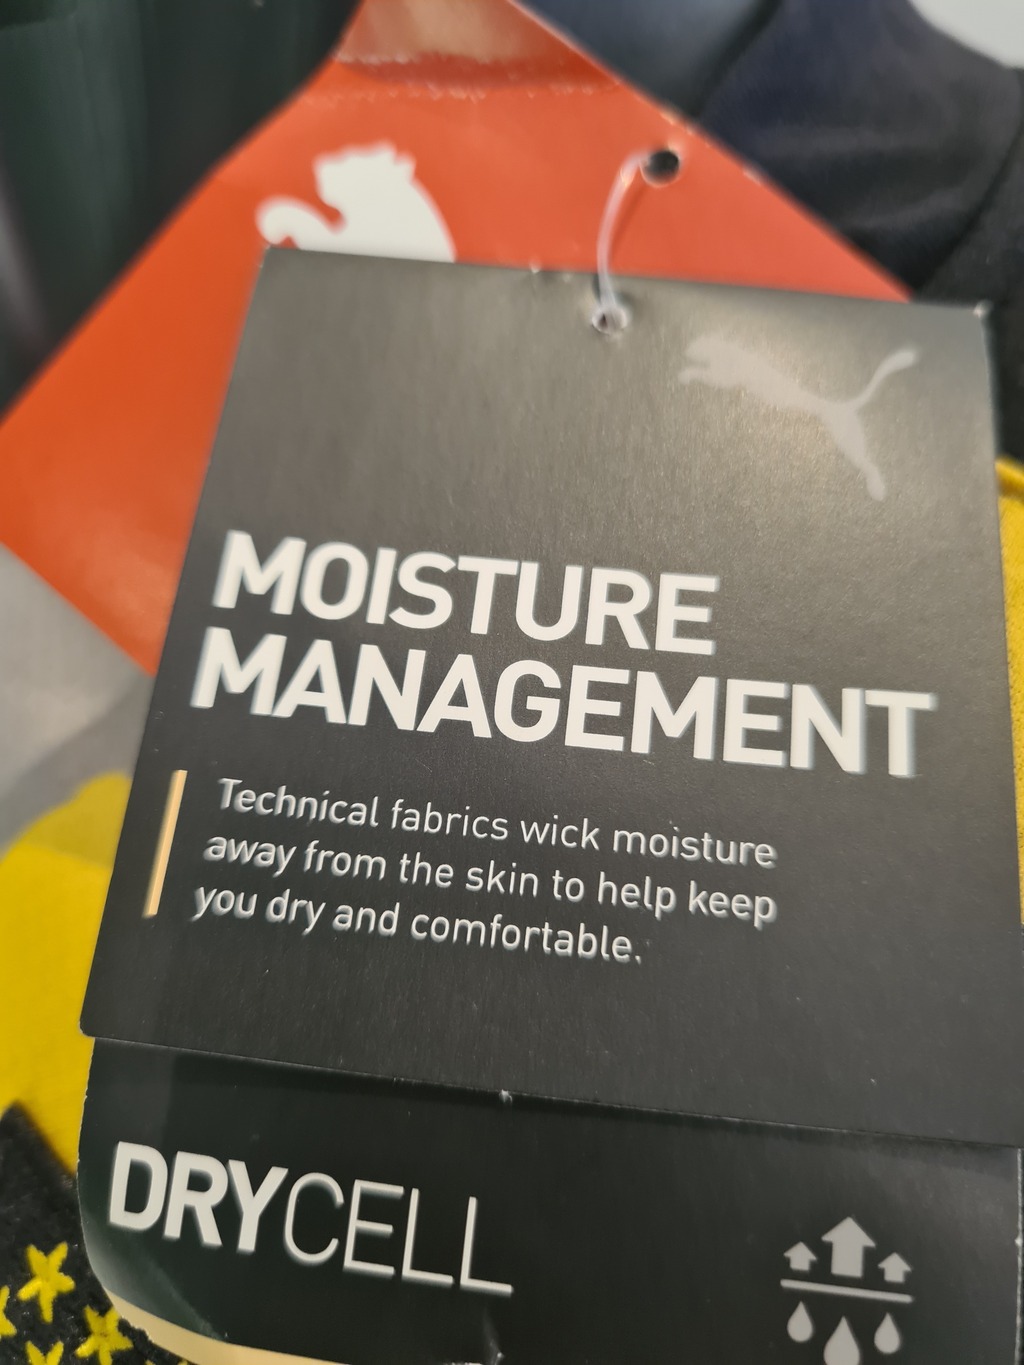 MOISTURE
MANAGEMENT
Technical fabrics wick moisture
away from the skin to help keep
you dry and comfortable.
DRYCELL